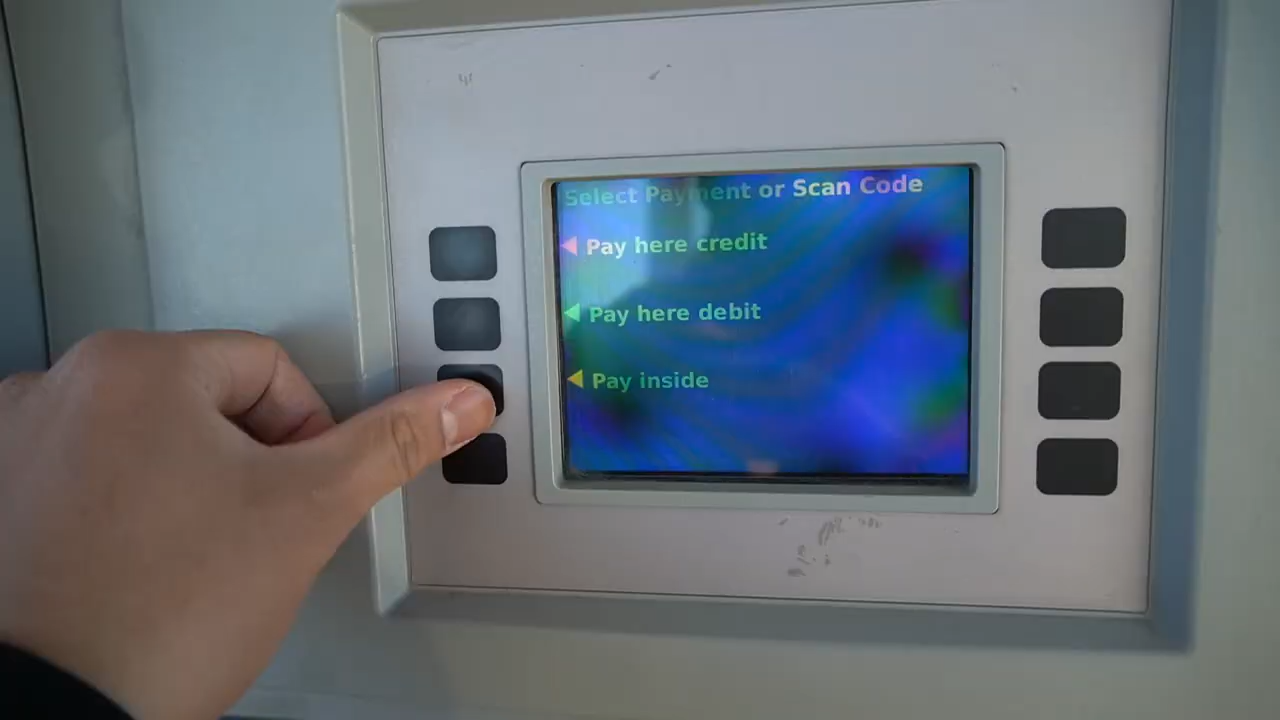 Select Payment or Scan Code
Pay here credit
Pay here debit
Pay inside